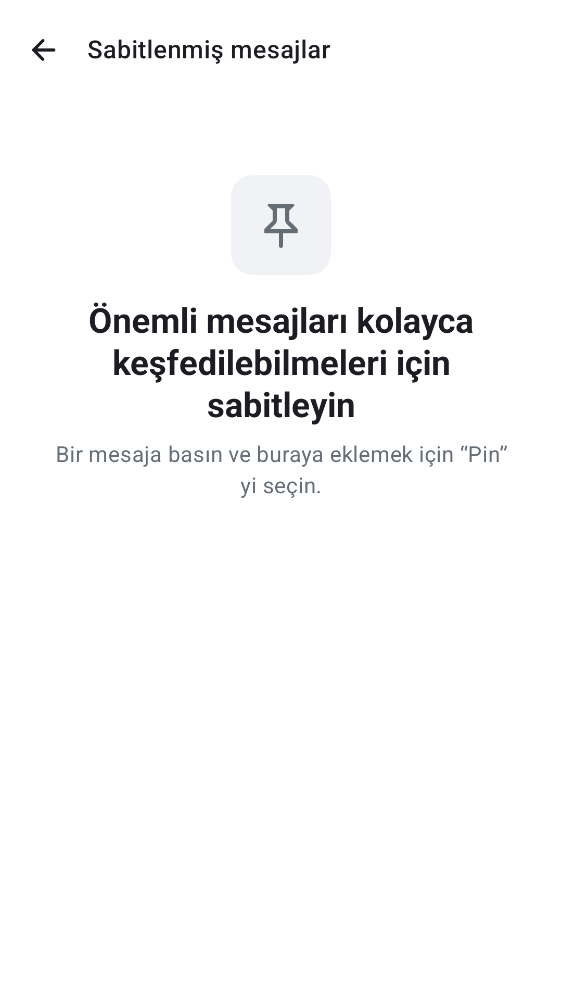 Sabitlenmiş mesajlar
Önemli mesajları kolayca
keşfedilebilmeleri için
sabitleyin
Bir mesaja basın ve buraya eklemek için “Pin”
yi seçin.